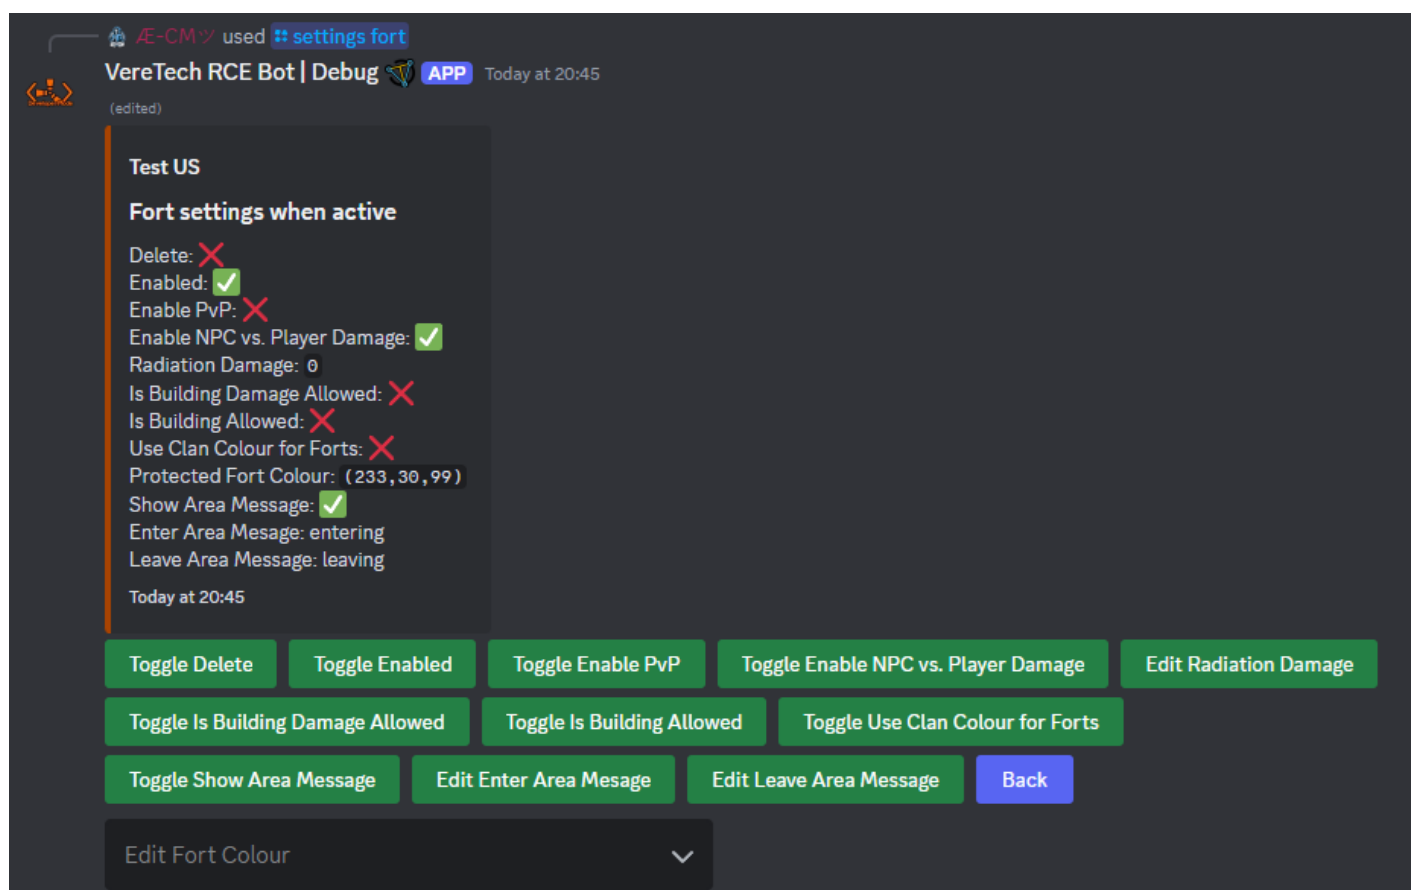 Æ-CMツ used settings fort
VereTech RCE Bot | Debug APP Today at 20:45
(edited)
Test US
Fort settings when active
Delete: ❌
Enabled: ✅
Enable PvP: ❌
Enable NPC vs. Player Damage: ✅
Radiation Damage: 0
Is Building Damage Allowed: ❌
Is Building Allowed: ❌
Use Clan Colour for Forts: ❌
Protected Fort Colour: (233,30,99)
Show Area Message: ✅
Enter Area Mesage: entering
Leave Area Message: leaving
Today at 20:45
Toggle Delete Toggle Enabled Toggle Enable PvP Toggle Enable NPC vs. Player Damage Edit Radiation Damage
Toggle Is Building Damage Allowed Toggle Is Building Allowed Toggle Use Clan Colour for Forts
Toggle Show Area Message Edit Enter Area Mesage Edit Leave Area Message Back
Edit Fort Colour